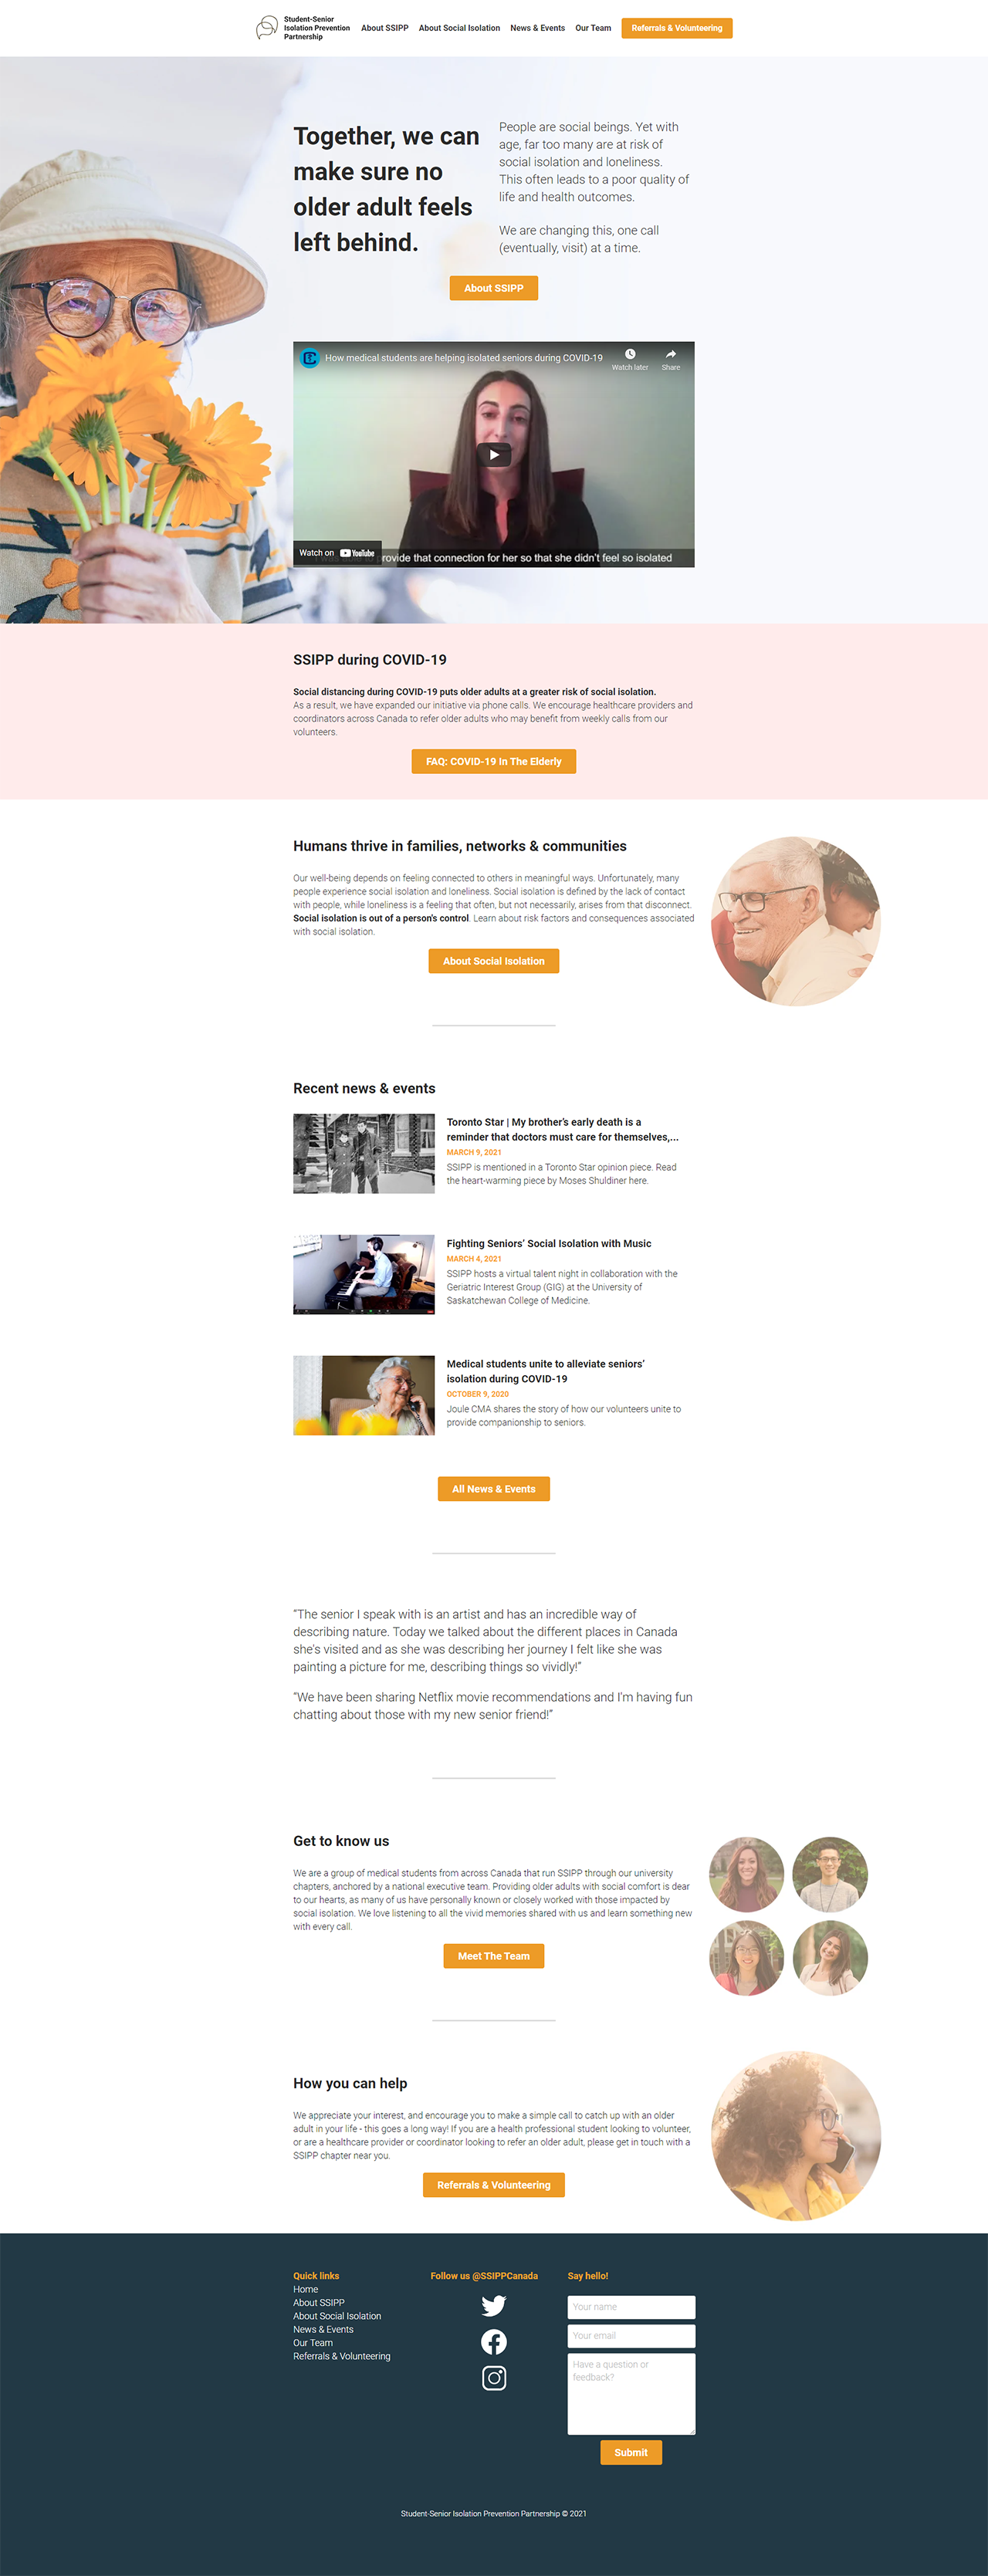 Student-Senior
Isolation Prevention
Partnership
About SSIPP
About Social Isolation
News & Events
Our Team
Referrals & Volunteering
Together, we can
make sure no
older adult feels
left behind.
People are social beings. Yet with
age, far too many are at risk of
social isolation and loneliness.
This often leads to a poor quality of
life and health outcomes.
We are changing this, one call
(eventually, visit) at a time.
About SSIPP
How medical students are helping isolated seniors during COVID-19
Watch later
Share
Watch on YouTube
provide that connection for her so that she didn't feel so isolated
SSIPP during COVID-19
Social distancing during COVID-19 puts older adults at a greater risk of social isolation.
As a result, we have expanded our initiative via phone calls. We encourage healthcare providers and
coordinators across Canada to refer older adults who may benefit from weekly calls from our
volunteers.
FAQ: COVID-19 In The Elderly
Humans thrive in families, networks & communities
Our well-being depends on feeling connected to others in meaningful ways. Unfortunately, many
people experience social isolation and loneliness. Social isolation is defined by the lack of contact
with people, while loneliness is a feeling that often, but not necessarily, arises from that disconnect.
Social isolation is out of a person's control. Learn about risk factors and consequences associated
with social isolation.
About Social Isolation
Recent news & events
Toronto Star | My brother's early death is a
reminder that doctors must care for themselves,...
MARCH 9, 2021
SSIPP is mentioned in a Toronto Star opinion piece. Read
the heart-warming piece by Moses Shuldiner here.
Fighting Seniors' Social Isolation with Music
MARCH 4, 2021
SSIPP hosts a virtual talent night in collaboration with the
Geriatric Interest Group (GIG) at the University of
Saskatchewan College of Medicine.
Medical students unite to alleviate seniors'
isolation during COVID-19
OCTOBER 9, 2020
Joule CMA shares the story of how our volunteers unite to
provide companionship to seniors.
All News & Events
"The senior I speak with is an artist and has an incredible way of
describing nature. Today we talked about the different places in Canada
she's visited and as she was describing her journey I felt like she was
painting a picture for me, describing things so vividly!"
"We have been sharing Netflix movie recommendations and I'm having fun
chatting about those with my new senior friend!"
Get to know us
We are a group of medical students from across Canada that run SSIPP through our university
chapters, anchored by a national executive team. Providing older adults with social comfort is dear
to our hearts, as many of us have personally known or closely worked with those impacted by
social isolation. We love listening to all the vivid memories shared with us and learn something new
with every call.
Meet The Team
How you can help
We appreciate your interest, and encourage you to make a simple call to catch up with an older
adult in your life - this goes a long way! If you are a health professional student looking to volunteer,
or are a healthcare provider or coordinator looking to refer an older adult, please get in touch with a
SSIPP chapter near you.
Referrals & Volunteering
Quick links
Home
About SSIPP
About Social Isolation
News & Events
Our Team
Referrals & Volunteering
Follow us @SSIPPCanada
Say hello!
Your name
Your email
Have a question or
feedback?
Submit
Student-Senior Isolation Prevention Partnership © 2021